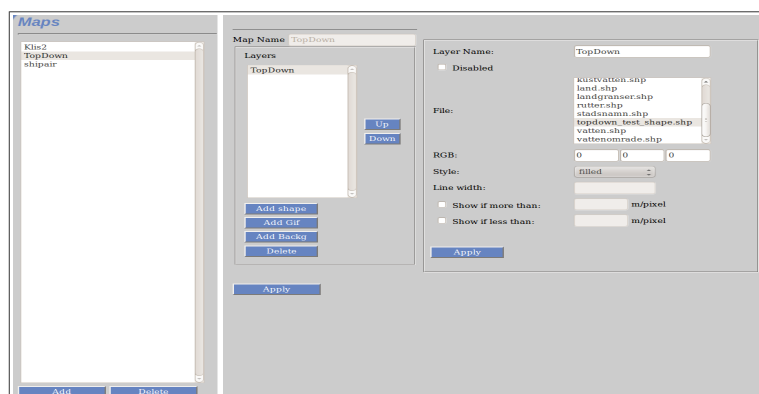 Maps
Klis2
TopDown
shipair
Add Delete
Map Name TopDown
Layers
TopDown
Up
Down
Add shape
Add Gif
Add Backg
Delete
Apply
Layer Name: TopDown
Disabled
File:
kustvatten.shp
land.shp
landgranser.shp
rutter.shp
stadsnamn.shp
topdown_test_shape.shp
vatten.shp
vattenomrade.shp
RGB: 0 0 0
Style: filled
Line width:
Show if more than: m/pixel
Show if less than: m/pixel
Apply